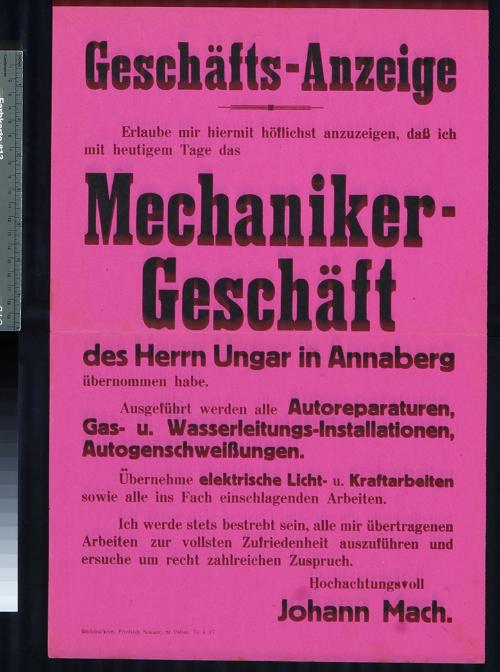 Geschäfts-Anzeige
Erlaube mir hiermit höflichst anzuzeigen, daß ich
mit heutigem Tage das
Mechaniker-
Geschäft
des Herrn Ungar in Annaberg
übernommen habe.
Ausgeführt werden alle Autoreparaturen,
Gas- u. Wasserleitungs-Installationen,
Autogenschweißungen.
Übernehme elektrische Licht- u. Kraftarbeiten
sowie alle ins Fach einschlagenden Arbeiten.
Ich werde stets bestrebt sein, alle mir übertragenen
Arbeiten zur vollsten Zufriedenheit auszuführen und
ersuche um recht zahlreichen Zuspruch.
Hochachtungsvoll
Johann Mach.
Buchdruckerei Friedrich